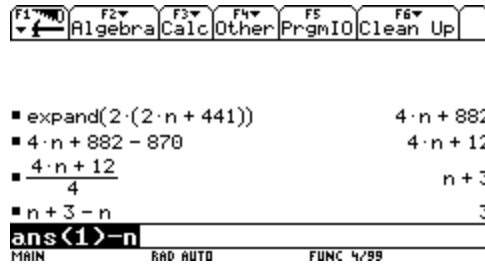 F1 F2 Algebra F3 Calc F4 Other F5 PrgmIO F6 Clean Up
▪ expand(2·(2·n + 441)) 4·n + 882
▪ 4·n + 882 - 870 4·n + 12
▪ 4·n + 12
4 n + 3
▪ n + 3 - n 3
ans(1)-n
MAIN RAD AUTO FUNC 4/99